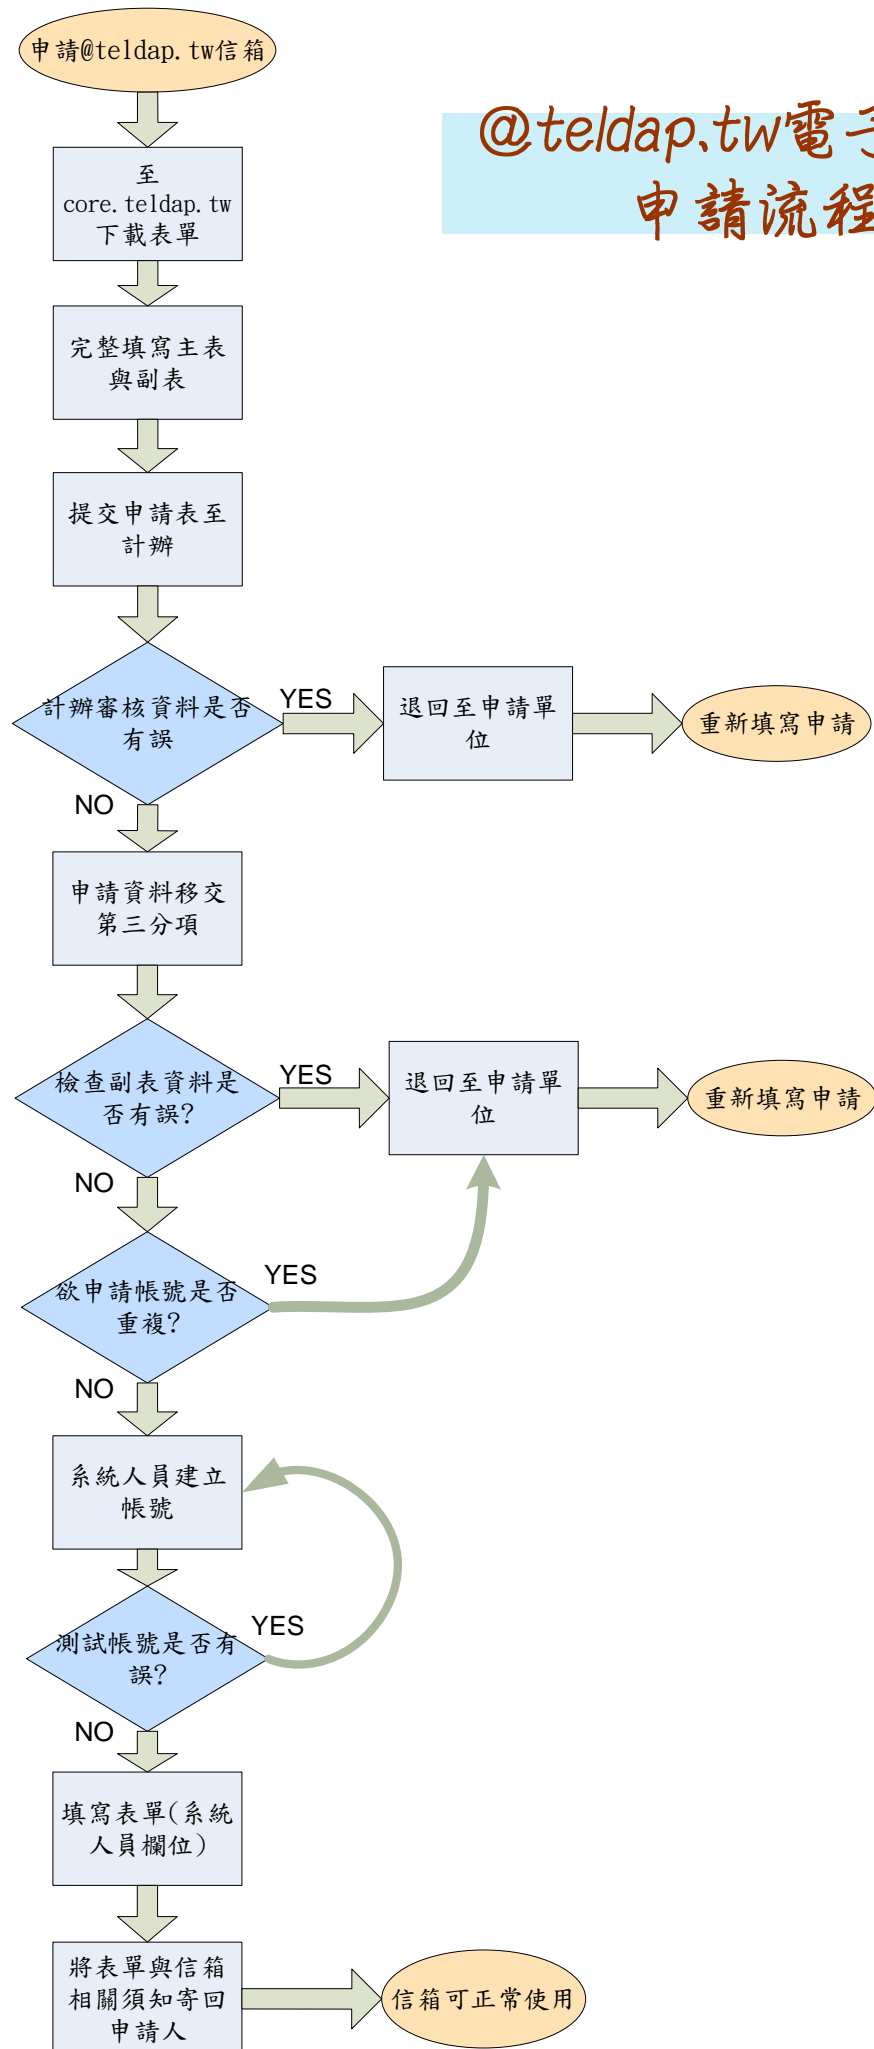 申請@teldap.tw信箱
@teldap.tw電子
申請流程
至
core.teldap.tw
下載表單
完整填寫主表
與副表
提交申請表至
計辦
計辦審核資料是否
有誤
YES
退回至申請單
位
重新填寫申請
NO
申請資料移交
第三分項
檢查副表資料是
否有誤?
YES
退回至申請單
位
重新填寫申請
NO
欲申請帳號是否
重複?
YES
NO
系統人員建立
帳號
測試帳號是否有
誤?
YES
NO
填寫表單(系統
人員欄位)
將表單與信箱
相關須知寄回
申請人
信箱可正常使用